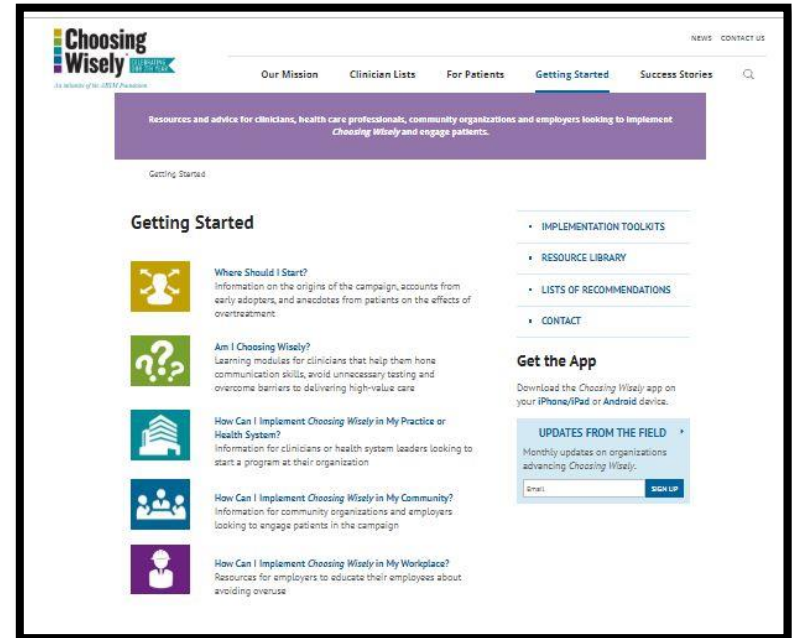 Choosing
Wisely
CELEBRATING
OUR 5TH YEAR
An initiative of the ABIM Foundation
NEWS CONTACT US
Our Mission Clinician Lists For Patients Getting Started Success Stories
Resources and advice for clinicians, health care professionals, community organizations and employers looking to implement
Choosing Wisely and engage patients.
Getting Started
Getting Started
Where Should I Start?
Information on the origins of the campaign, accounts from
early adopters, and anecdotes from patients on the effects of
overtreatment
Am I Choosing Wisely?
Learning modules for clinicians that help them hone
communication skills, avoid unnecessary testing and
overcome barriers to delivering high-value care
How Can I Implement Choosing Wisely in My Practice or
Health System?
Information for clinicians or health system leaders looking to
start a program at their organization
How Can I Implement Choosing Wisely in My Community?
Information for community organizations and employers
looking to engage patients in the campaign
How Can I Implement Choosing Wisely in My Workplace?
Resources for employers to educate their employees about
avoiding overuse
IMPLEMENTATION TOOLKITS
RESOURCE LIBRARY
LISTS OF RECOMMENDATIONS
CONTACT
Get the App
Download the Choosing Wisely app on
your iPhone/iPad or Android device.
UPDATES FROM THE FIELD
Monthly updates on organizations
advancing Choosing Wisely.
Email SIGN UP